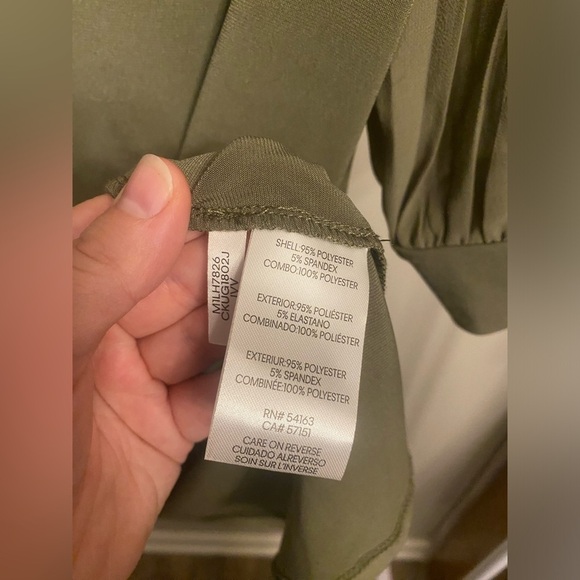 SHELL:95% POLYESTER
5% SPANDEX
COMBO:100% POLYESTER
EXTERIOR:95% POLIÉSTER
5% ELASTANO
COMBINADO:100% POLIÉSTER
EXTERIUR:95% POLYESTER
5% SPANDEX
COMBINÉE:100% POLYESTER
RN# 54163
CA# 57151
CARE ON REVERSE
CUIDADO ALREVERSO
SOIN SUR L'INVERSE
M1LH7826
CKUG1802J